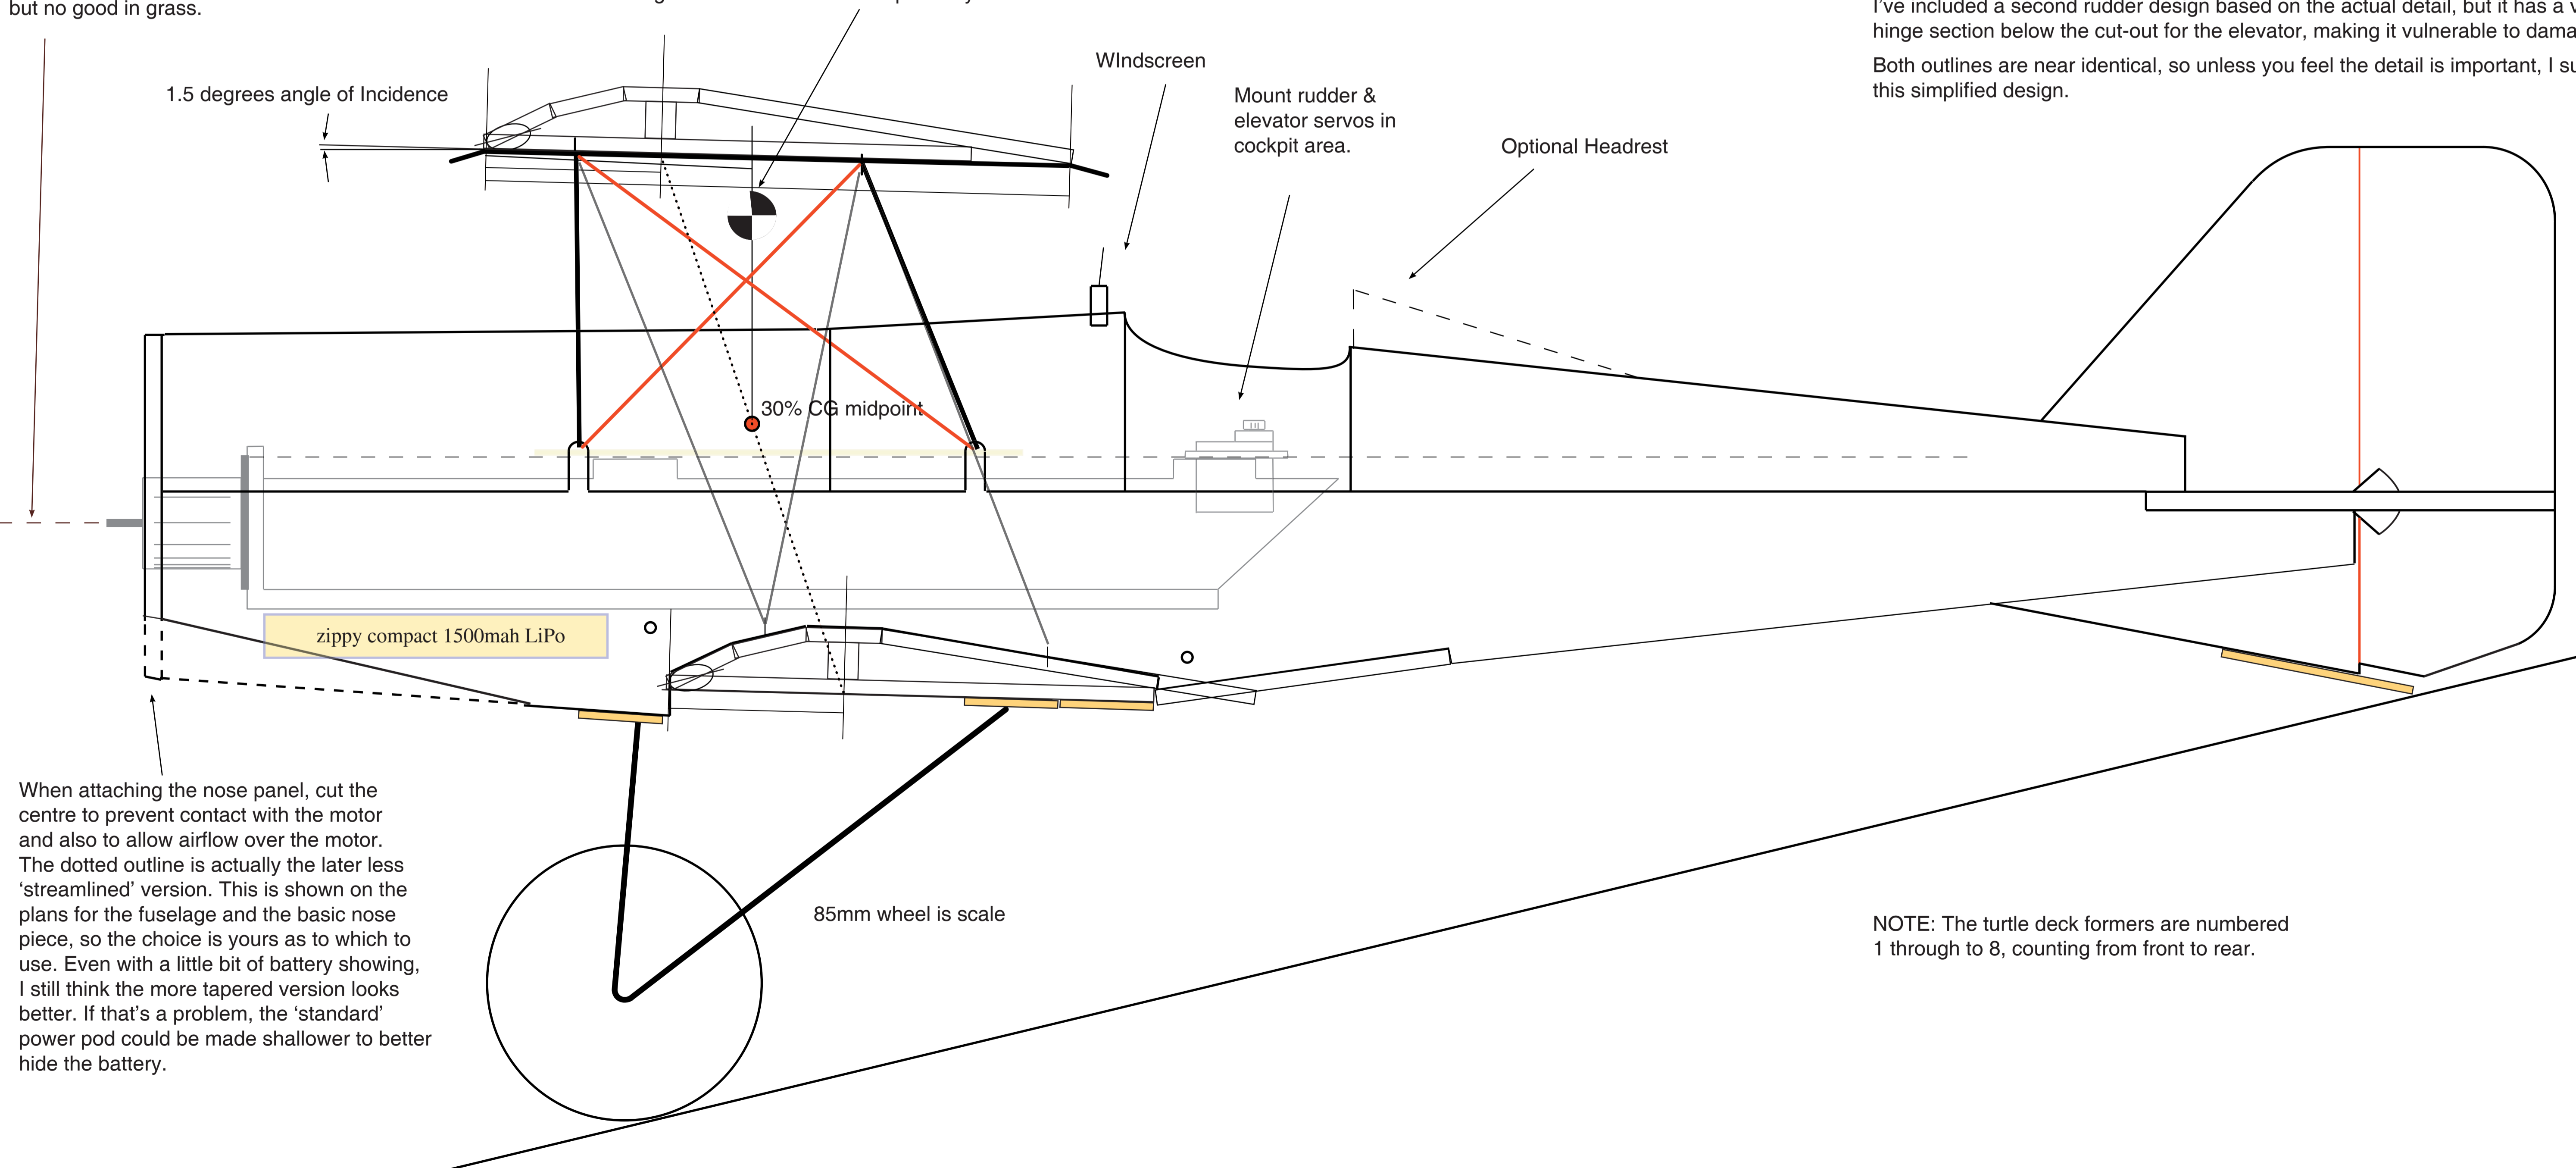 but no good in grass.
I've included a second rudder design based on the actual detail, but it has a
hinge section below the cut-out for the elevator, making it vulnerable to
Both outlines are near identical, so unless you feel the detail is important, I
this simplified design.
WIndscreen
1.5 degrees angle of Incidence
Mount rudder &
elevator servos in
cockpit area.
Optional Headrest
30% CG midpoint
zippy compact 1500mah LiPo
When attaching the nose panel, cut the
centre to prevent contact with the motor
and also to allow airflow over the motor.
The dotted outline is actually the later less
‘streamlined’ version. This is shown on the
plans for the fuselage and the basic nose
piece, so the choice is yours as to which to
use. Even with a little bit of battery showing,
I still think the more tapered version looks
better. If that’s a problem, the ‘standard’
power pod could be made shallower to better
hide the battery.
85mm wheel is scale
NOTE: The turtle deck formers are numbered
1 through to 8, counting from front to rear.